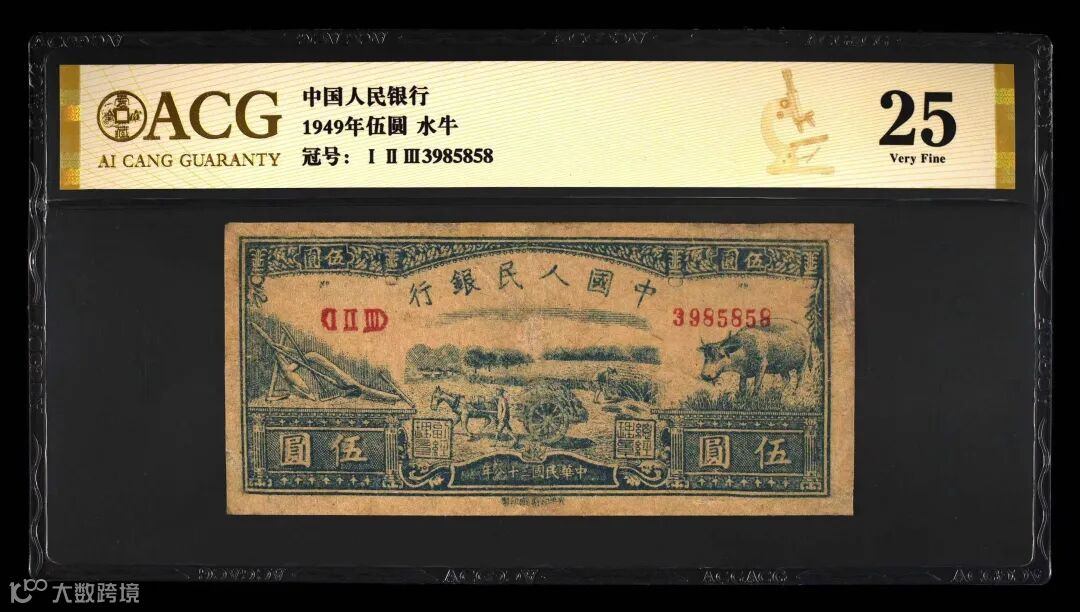 ACG
AI CANG GUARANTY
中国人民银行
1949年伍圆 水牛
冠号：Ⅰ Ⅱ Ⅲ3985858
25
Very Fine
圓伍
圓伍
行銀民人國中
ⅠⅡⅢ
3985858
圓伍
圓伍
年八十三國民華中
大数跨境